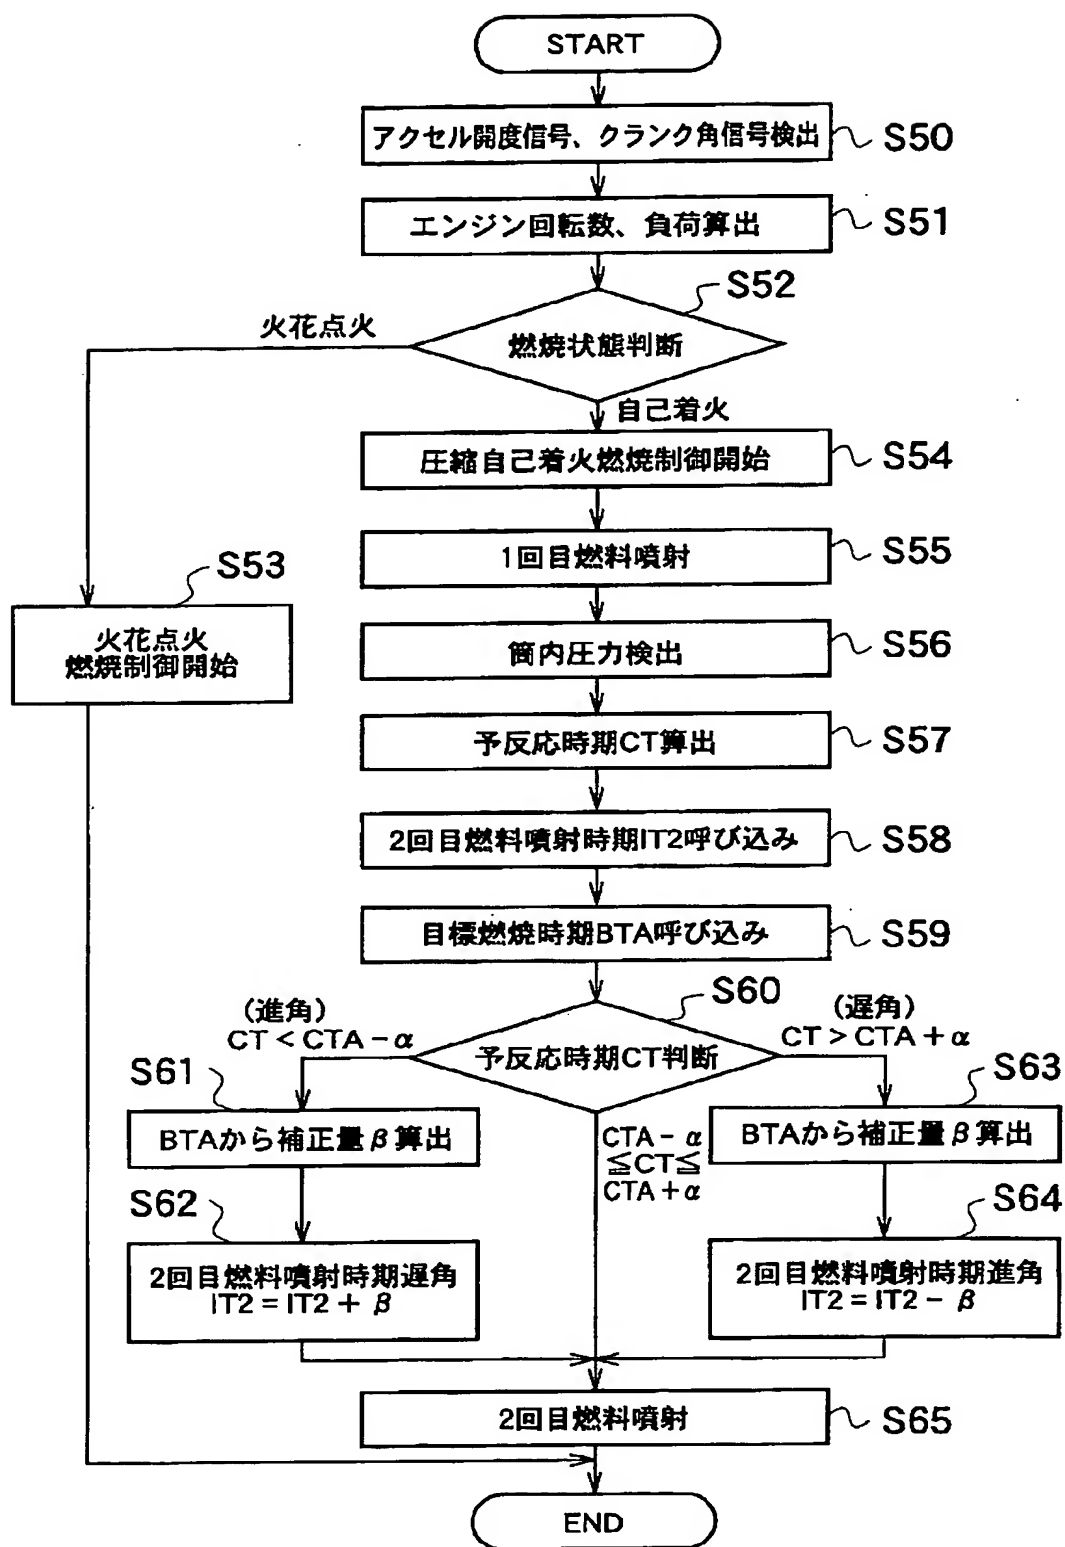 START
アクセル開度信号、クランク角信号検出
S50
エンジン回転数、負荷算出
S51
S52
火花点火
燃焼状態判断
自己着火
圧縮自己着火燃焼制御開始
S54
1回目燃料噴射
S55
S53
火花点火
燃焼制御開始
筒内圧力検出
S56
予反応時期CT算出
S57
2回目燃料噴射時期IT2呼び込み
S58
目標燃焼時期BTA呼び込み
S59
S60
(進角)
CT < CTA − α
(遅角)
CT > CTA + α
予反応時期CT判断
S61
BTAから補正量β算出
CTA − α
≦CT≦
CTA + α
S63
BTAから補正量β算出
S62
2回目燃料噴射時期遅角
IT2 = IT2 + β
S64
2回目燃料噴射時期進角
IT2 = IT2 − β
2回目燃料噴射
S65
END